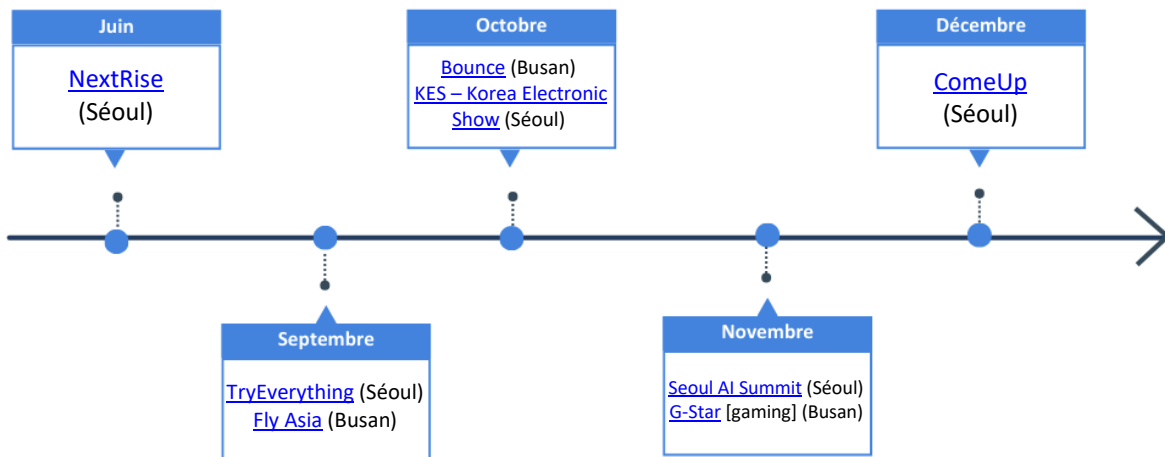 Juin
NextRise
(Séoul)
Septembre
TryEverything (Séoul)
Fly Asia (Busan)
Octobre
Bounce (Busan)
KES – Korea Electronic
Show (Séoul)
Novembre
Seoul AI Summit (Séoul)
G-Star [gaming] (Busan)
Décembre
ComeUp
(Séoul)